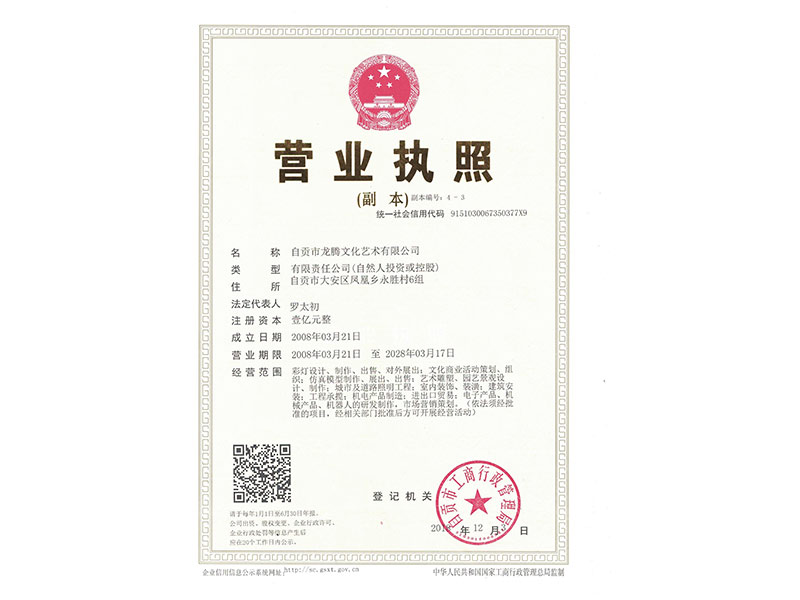 营业执照
(副 本) 副本编号: 4 - 3
统一社会信用代码 9151030067350377X9
名 称 自贡市龙腾文化艺术有限公司
类 型 有限责任公司(自然人投资或控股)
住 所 自贡市大安区凤凰乡永胜村6组
法定代表人 罗太初
注册资本 壹亿元整
成立日期 2008年03月21日
营业期限 2008年03月21日 至 2028年03月17日
经营范围 彩灯设计、制作、出售、对外展出; 文化商业活动策划、组
织; 仿真模型制作、展出、出售; 艺术雕塑、园艺景观设
计、制作; 城市及道路照明工程; 室内装饰、装潢; 建筑安
装; 工程承揽; 机电产品制造; 进出口贸易; 电子产品、机
械产品、机器人的研发制作, 市场营销策划。(依法须经批
准的项目, 经相关部门批准后方可开展经营活动)
登记机关
自贡市工商行政管理局
年 12 月 日
请于每年1月1日至6月30日年报。
公司出资、股权变更、企业行政许可、
企业行政处罚等信息产生后
应在20个工作日内公示。
企业信用信息公示系统网址: http://sc.gsxt.gov.cn
中华人民共和国国家工商行政管理总局监制